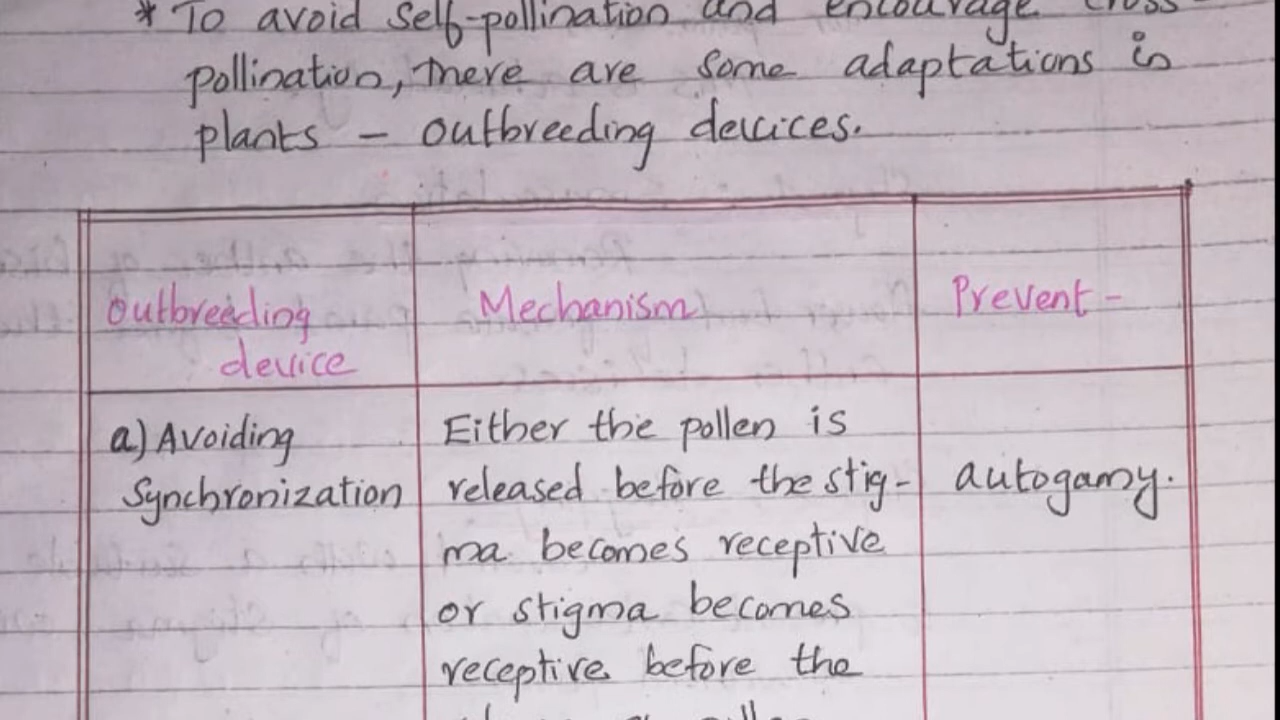 * To avoid self-pollination and encourage cross-
pollination, there are some adaptations in
plants - outbreeding devices.
Outbreeding device
Mechanism
Prevent -
a) Avoiding
Synchronization
Either the pollen is
released before the stig-
ma becomes receptive
or stigma becomes
receptive before the
autogamy.